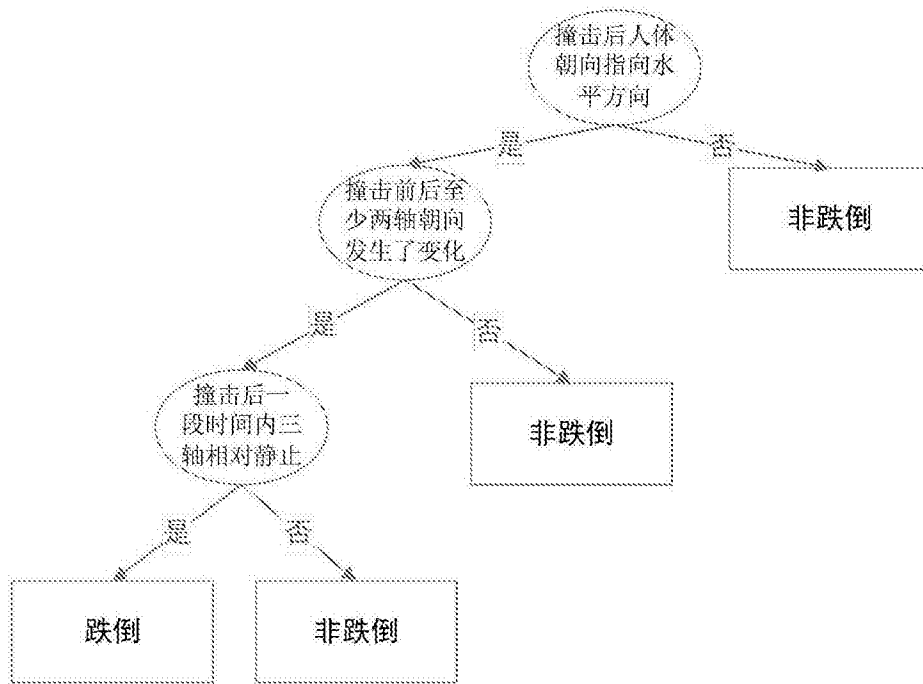 撞击后人体
朝向指向水
平方向
是
否
撞击前后至
少两轴朝向
发生了变化
非跌倒
是
否
撞击后一
段时间内三
轴相对静止
非跌倒
是
否
跌倒
非跌倒